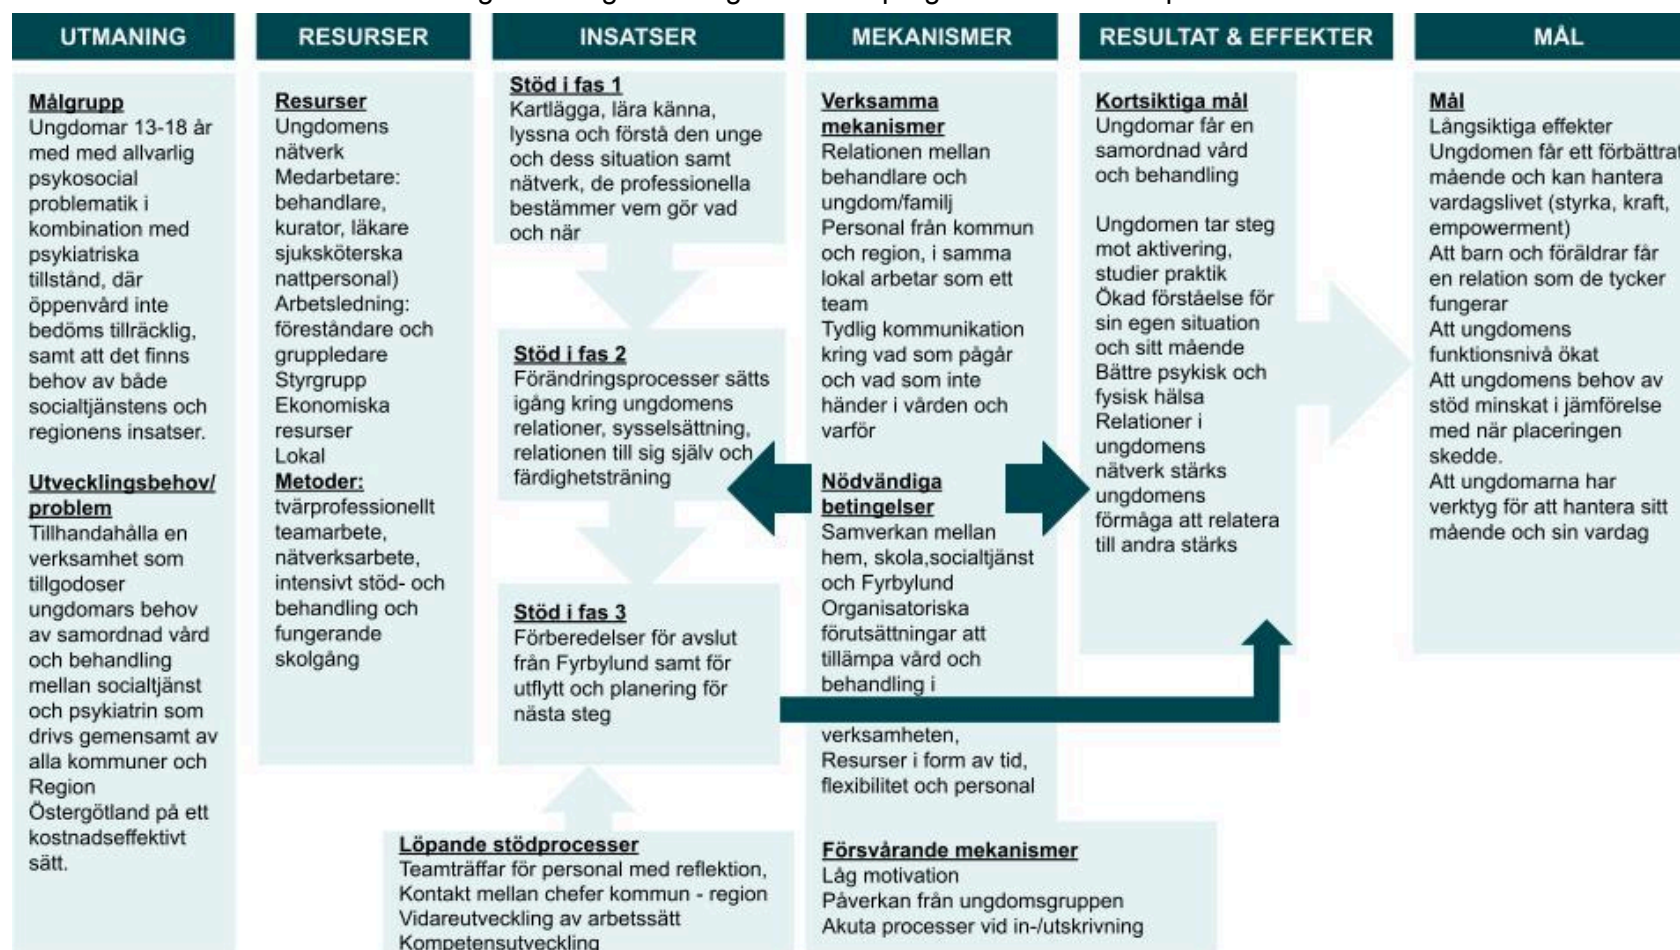 UTMANING
Målgrupp
Ungdomar 13-18 år
med med allvarlig
psykosocial
problematik i
kombination med
psykiatriska
tillstånd, där
öppenvård inte
bedöms tillräcklig,
samt att det finns
behov av både
socialtjänstens och
regionens insatser.
Utvecklingsbehov/
problem
Tillhandahålla en
verksamhet som
tillgodoser
ungdomars behov
av samordnad vård
och behandling
mellan socialtjänst
och psykiatrin som
drivs gemensamt av
alla kommuner och
Region
Östergötland på ett
kostnadseffektivt
sätt.
RESURSER
Resurser
Ungdomens
nätverk
Medarbetare:
behandlare,
kurator, läkare
sjuksköterska
nattpersonal)
Arbetsledning:
föreståndare och
gruppledare
Styrgrupp
Ekonomiska
resurser
Lokal
Metoder:
tvärprofessionellt
teamarbete,
nätverksarbete,
intensivt stöd- och
behandling och
fungerande
skolgång
INSATSER
Stöd i fas 1
Kartlägga, lära känna,
lyssna och förstå den unge
och dess situation samt
nätverk, de professionella
bestämmer vem gör vad
och när
Stöd i fas 2
Förändringsprocesser sätts
igång kring ungdomens
relationer, sysselsättning,
relationen till sig själv och
färdighetsträning
Stöd i fas 3
Förberedelser för avslut
från Fyrbylund samt för
utflytt och planering för
nästa steg
Löpande stödprocesser
Teamträffar för personal med reflektion,
Kontakt mellan chefer kommun - region
Vidareutveckling av arbetssätt
Kompetensutveckling
MEKANISMER
Verksamma
mekanismer
Relationen mellan
behandlare och
ungdom/familj
Personal från kommun
och region, i samma
lokal arbetar som ett
team
Tydlig kommunikation
kring vad som pågår
och vad som inte
händer i vården och
varför
Nödvändiga
betingelser
Samverkan mellan
hem, skola,socialtjänst
och Fyrbylund
Organisatoriska
förutsättningar att
tillämpa vård och
behandling i
verksamheten,
Resurser i form av tid,
flexibilitet och personal
Försvårande mekanismer
Låg motivation
Påverkan från ungdomsgruppen
Akuta processer vid in-/utskrivning
RESULTAT & EFFEKTER
Kortsiktiga mål
Ungdomar får en
samordnad vård
och behandling
Ungdomen tar steg
mot aktivering,
studier praktik
Ökad förståelse för
sin egen situation
och sitt mående
Bättre psykisk och
fysisk hälsa
Relationer i
ungdomens
nätverk stärks
ungdomens
förmåga att relatera
till andra stärks
MÅL
Mål
Långsiktiga effekter
Ungdomen får ett förbättrat
mående och kan hantera
vardagslivet (styrka, kraft,
empowerment)
Att barn och föräldrar får
en relation som de tycker
fungerar
Att ungdomens
funktionsnivå ökat
Att ungdomens behov av
stöd minskat i jämförelse
med när placeringen
skedde.
Att ungdomarna har
verktyg för att hantera sitt
mående och sin vardag